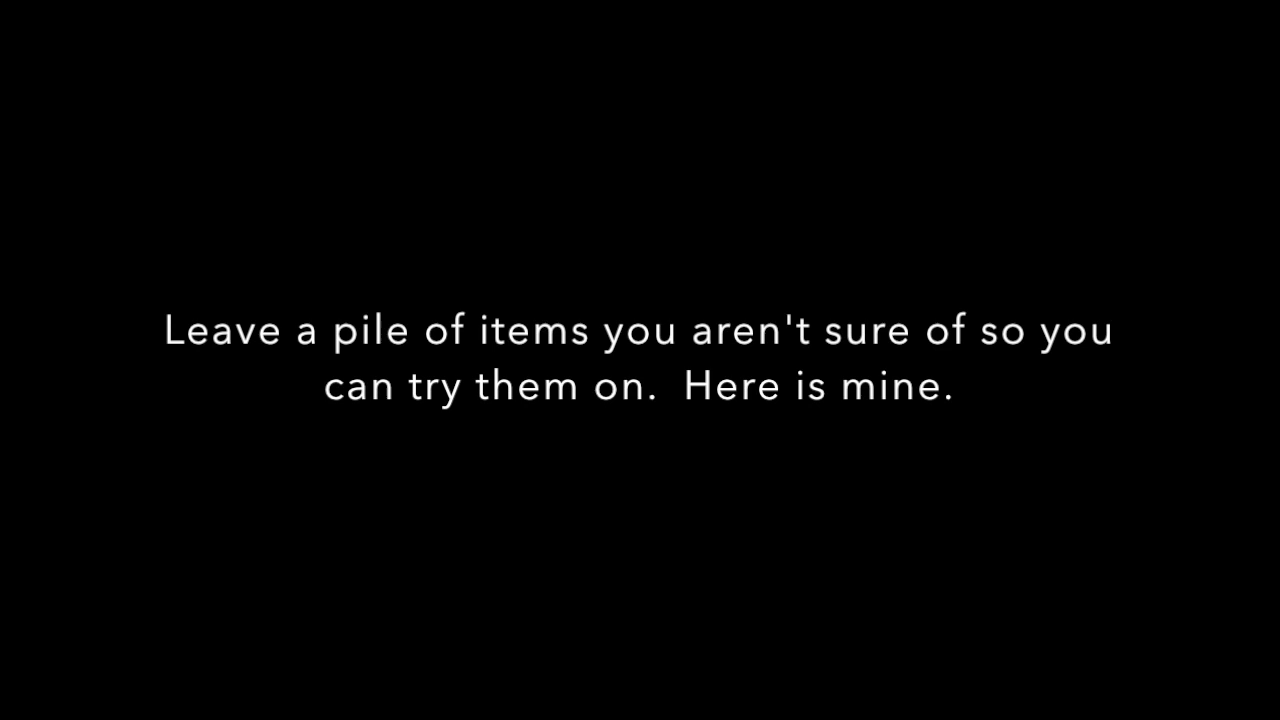 Leave a pile of items you aren't sure of so you
can try them on.  Here is mine.